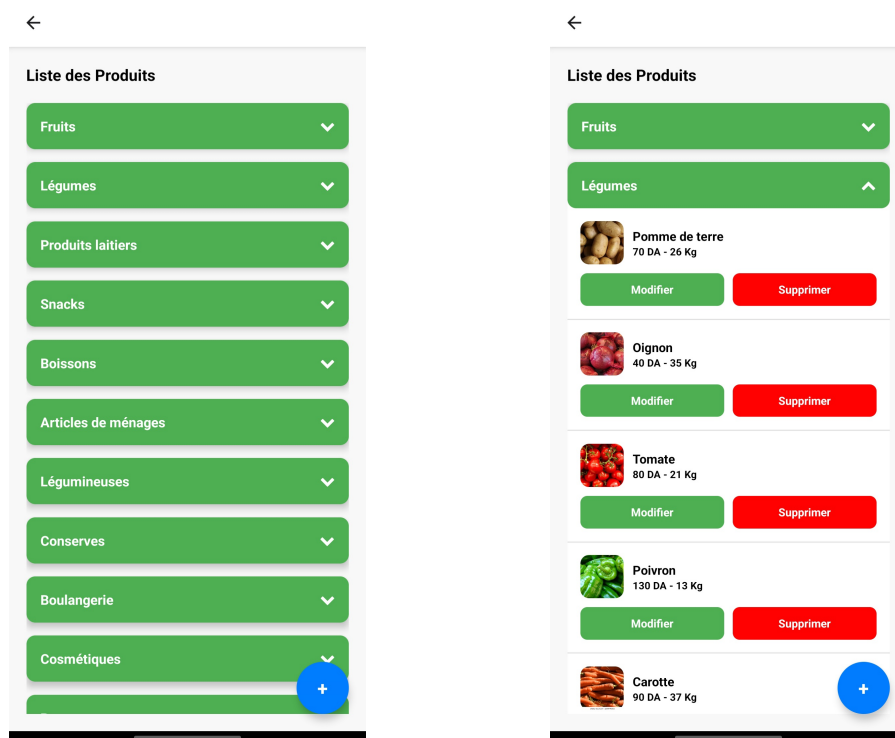 Liste des Produits
Fruits
Légumes
Produits laitiers
Snacks
Boissons
Articles de ménages
Légumineuses
Conserves
Boulangerie
Cosmétiques
+
Liste des Produits
Fruits
Légumes
Pomme de terre
70 DA - 26 Kg
Modifier Supprimer
Oignon
40 DA - 35 Kg
Modifier Supprimer
Tomate
80 DA - 21 Kg
Modifier Supprimer
Poivron
130 DA - 13 Kg
Modifier Supprimer
Carotte
90 DA - 37 Kg
+